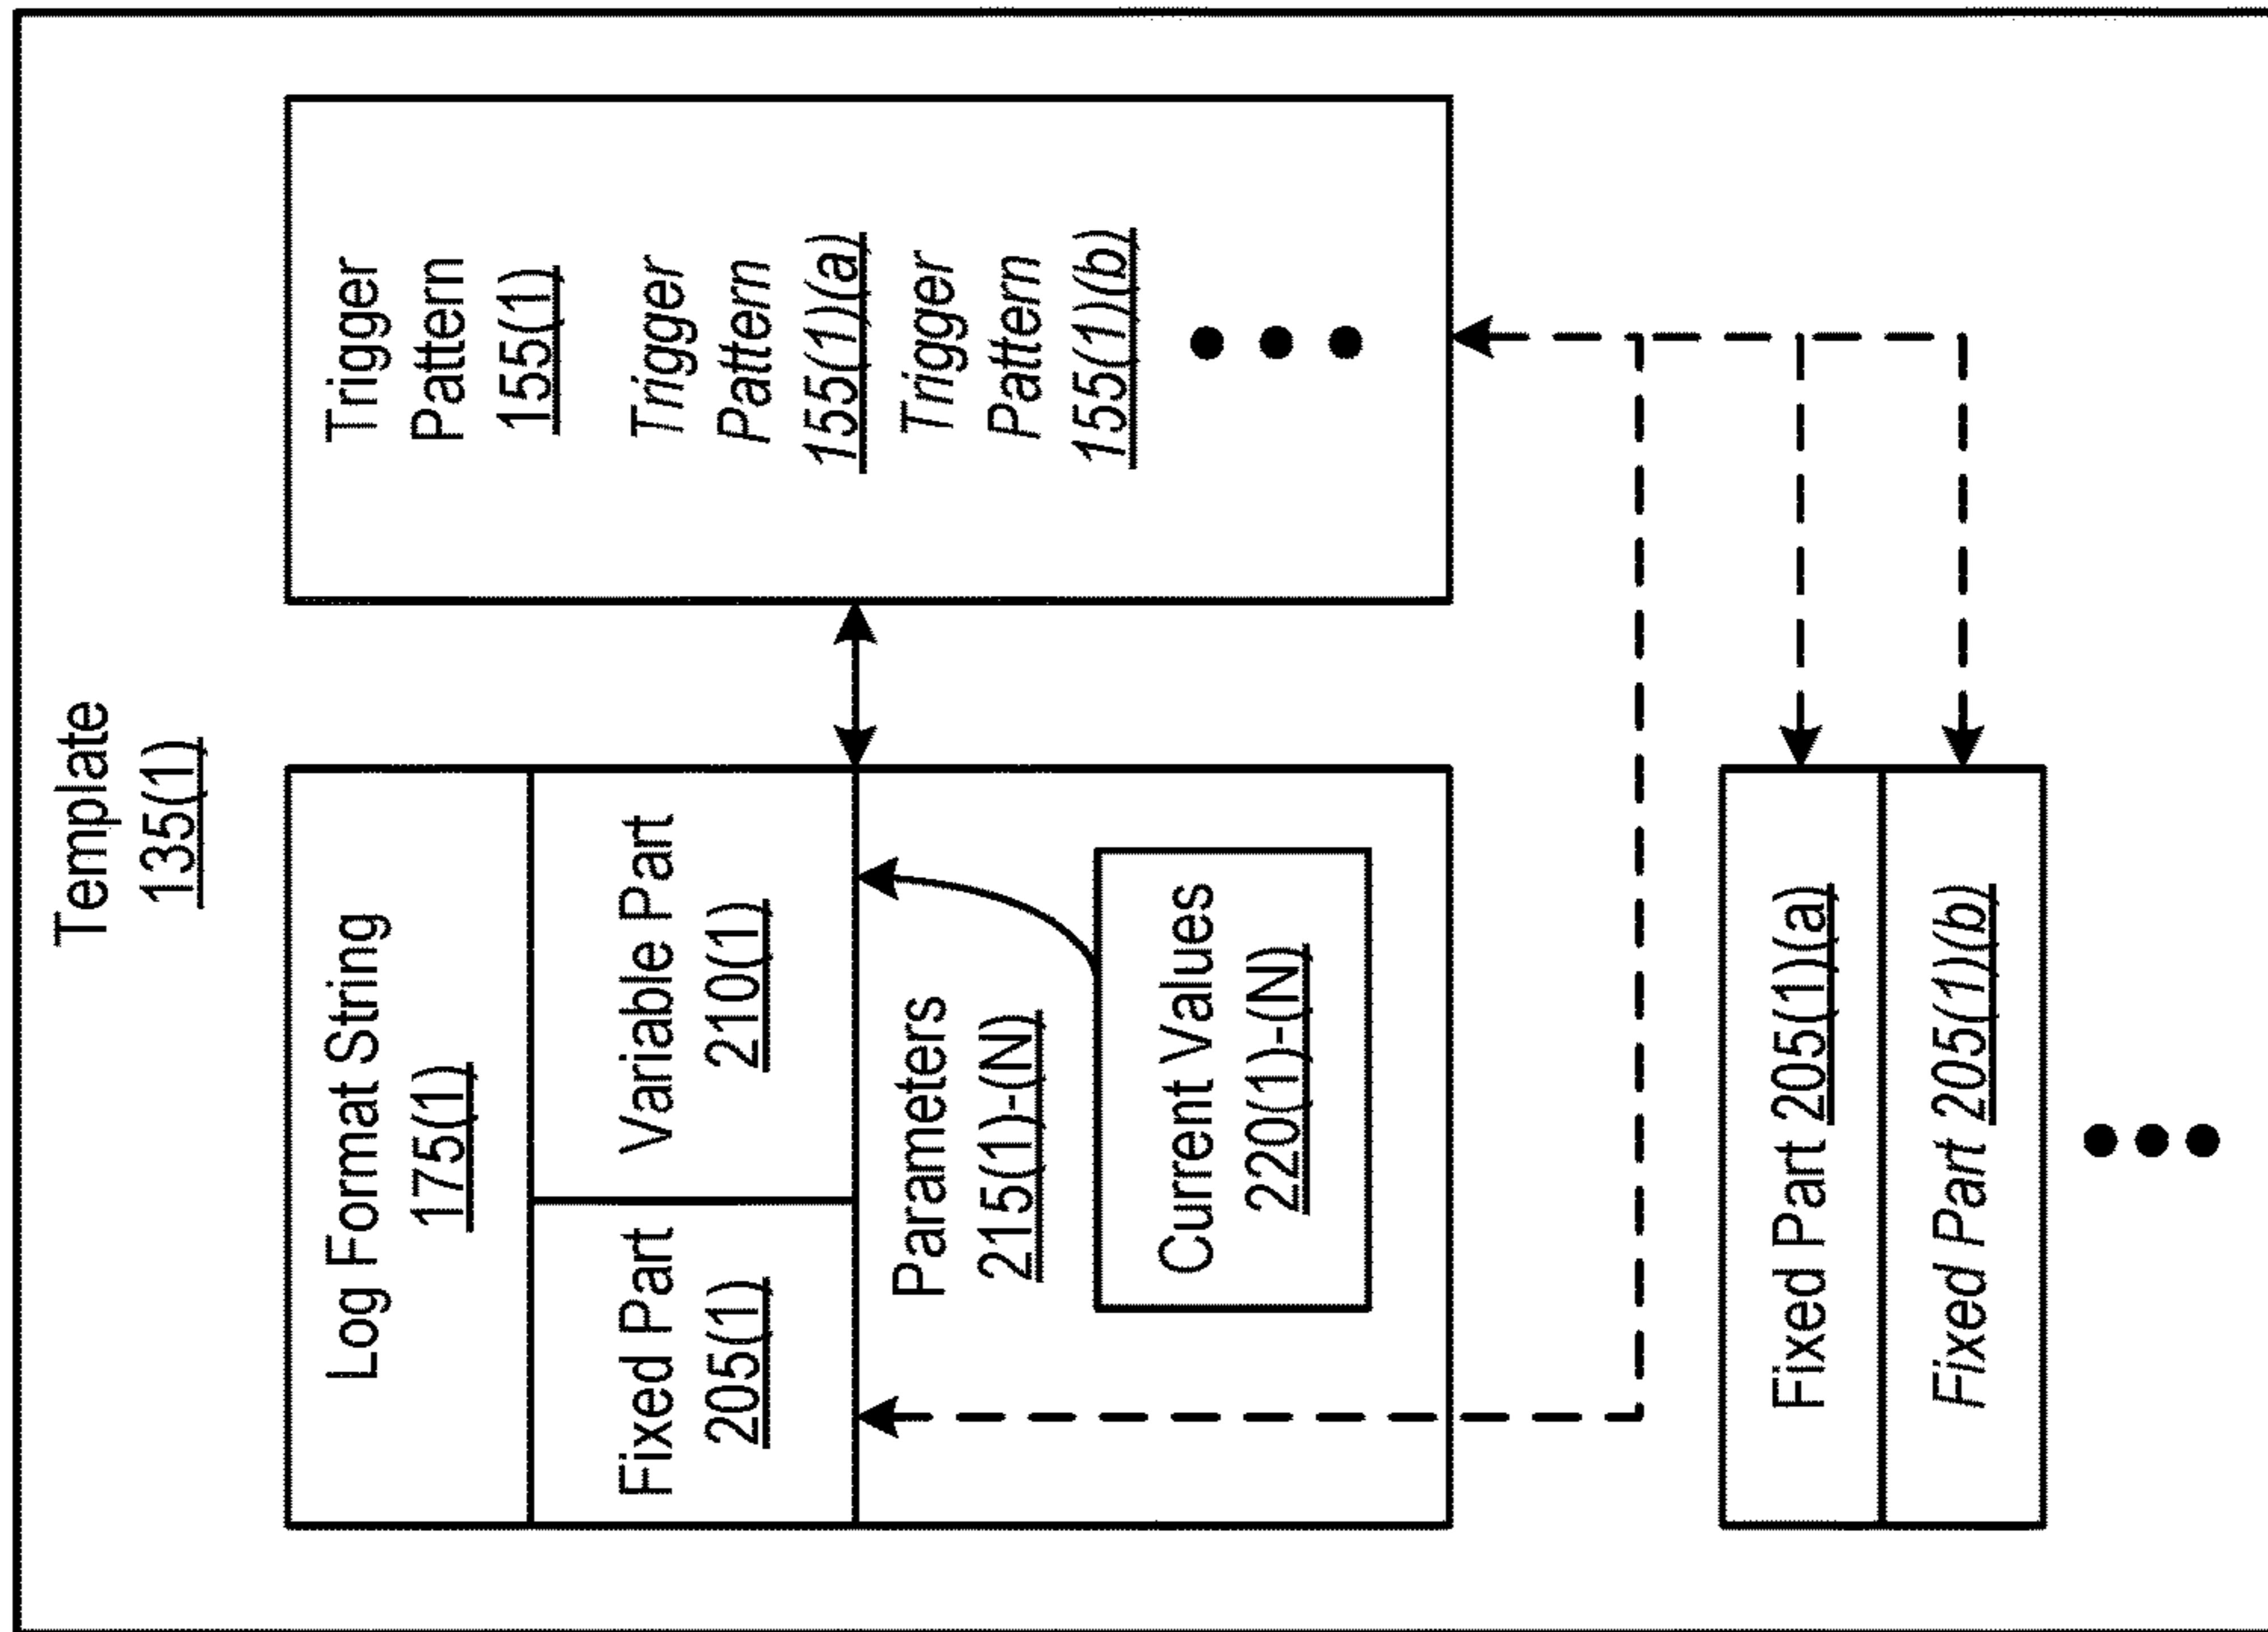 Template
135(1)
Log Format String
175(1)
Fixed Part
205(1)
Variable Part
210(1)
Parameters
215(1)-(N)
Current Values
220(1)-(N)
Trigger
Pattern
155(1)
Trigger
Pattern
155(1)(a)
Trigger
Pattern
155(1)(b)
Fixed Part 205(1)(a)
Fixed Part 205(1)(b)